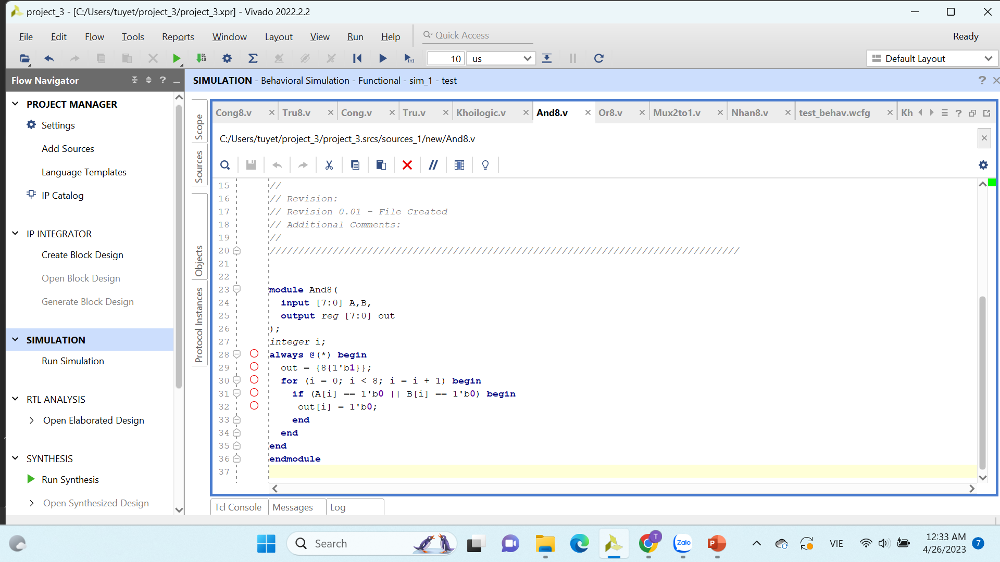 project_3 - [C:/Users/tuyet/project_3/project_3.xpr] - Vivado 2022.2.2
File Edit Flow Tools Reports Window Layout View Run Help
Quick Access
Ready
10 us
Default Layout
Flow Navigator
SIMULATION - Behavioral Simulation - Functional - sim_1 - test
PROJECT MANAGER
Settings
Add Sources
Language Templates
IP Catalog
IP INTEGRATOR
Create Block Design
Open Block Design
Generate Block Design
SIMULATION
Run Simulation
RTL ANALYSIS
Open Elaborated Design
SYNTHESIS
Run Synthesis
Open Synthesized Design
Scope
Sources
Objects
Protocol Instances
Cong8.v Tru8.v Cong.v Tru.v Khoilogic.v And8.v Or8.v Mux2to1.v Nhan8.v test_behav.wcfg Kh
C:/Users/tuyet/project_3/project_3.srcs/sources_1/new/And8.v
15 //
16 // Revision:
17 // Revision 0.01 - File Created
18 // Additional Comments:
19 //
20 //////////////////////////////////////////////////////////////////////////////////
21
22
23 module And8(
24 input [7:0] A,B,
25 output reg [7:0] out
26 );
27 integer i;
28 always @(*) begin
29 out = {8{1'b1}};
30 for (i = 0; i < 8; i = i + 1) begin
31 if (A[i] == 1'b0 || B[i] == 1'b0) begin
32 out[i] = 1'b0;
33 end
34 end
35 end
36 endmodule
37
Tcl Console Messages Log
Search
T
Zalo
P
VIE
12:33 AM
4/26/2023
7